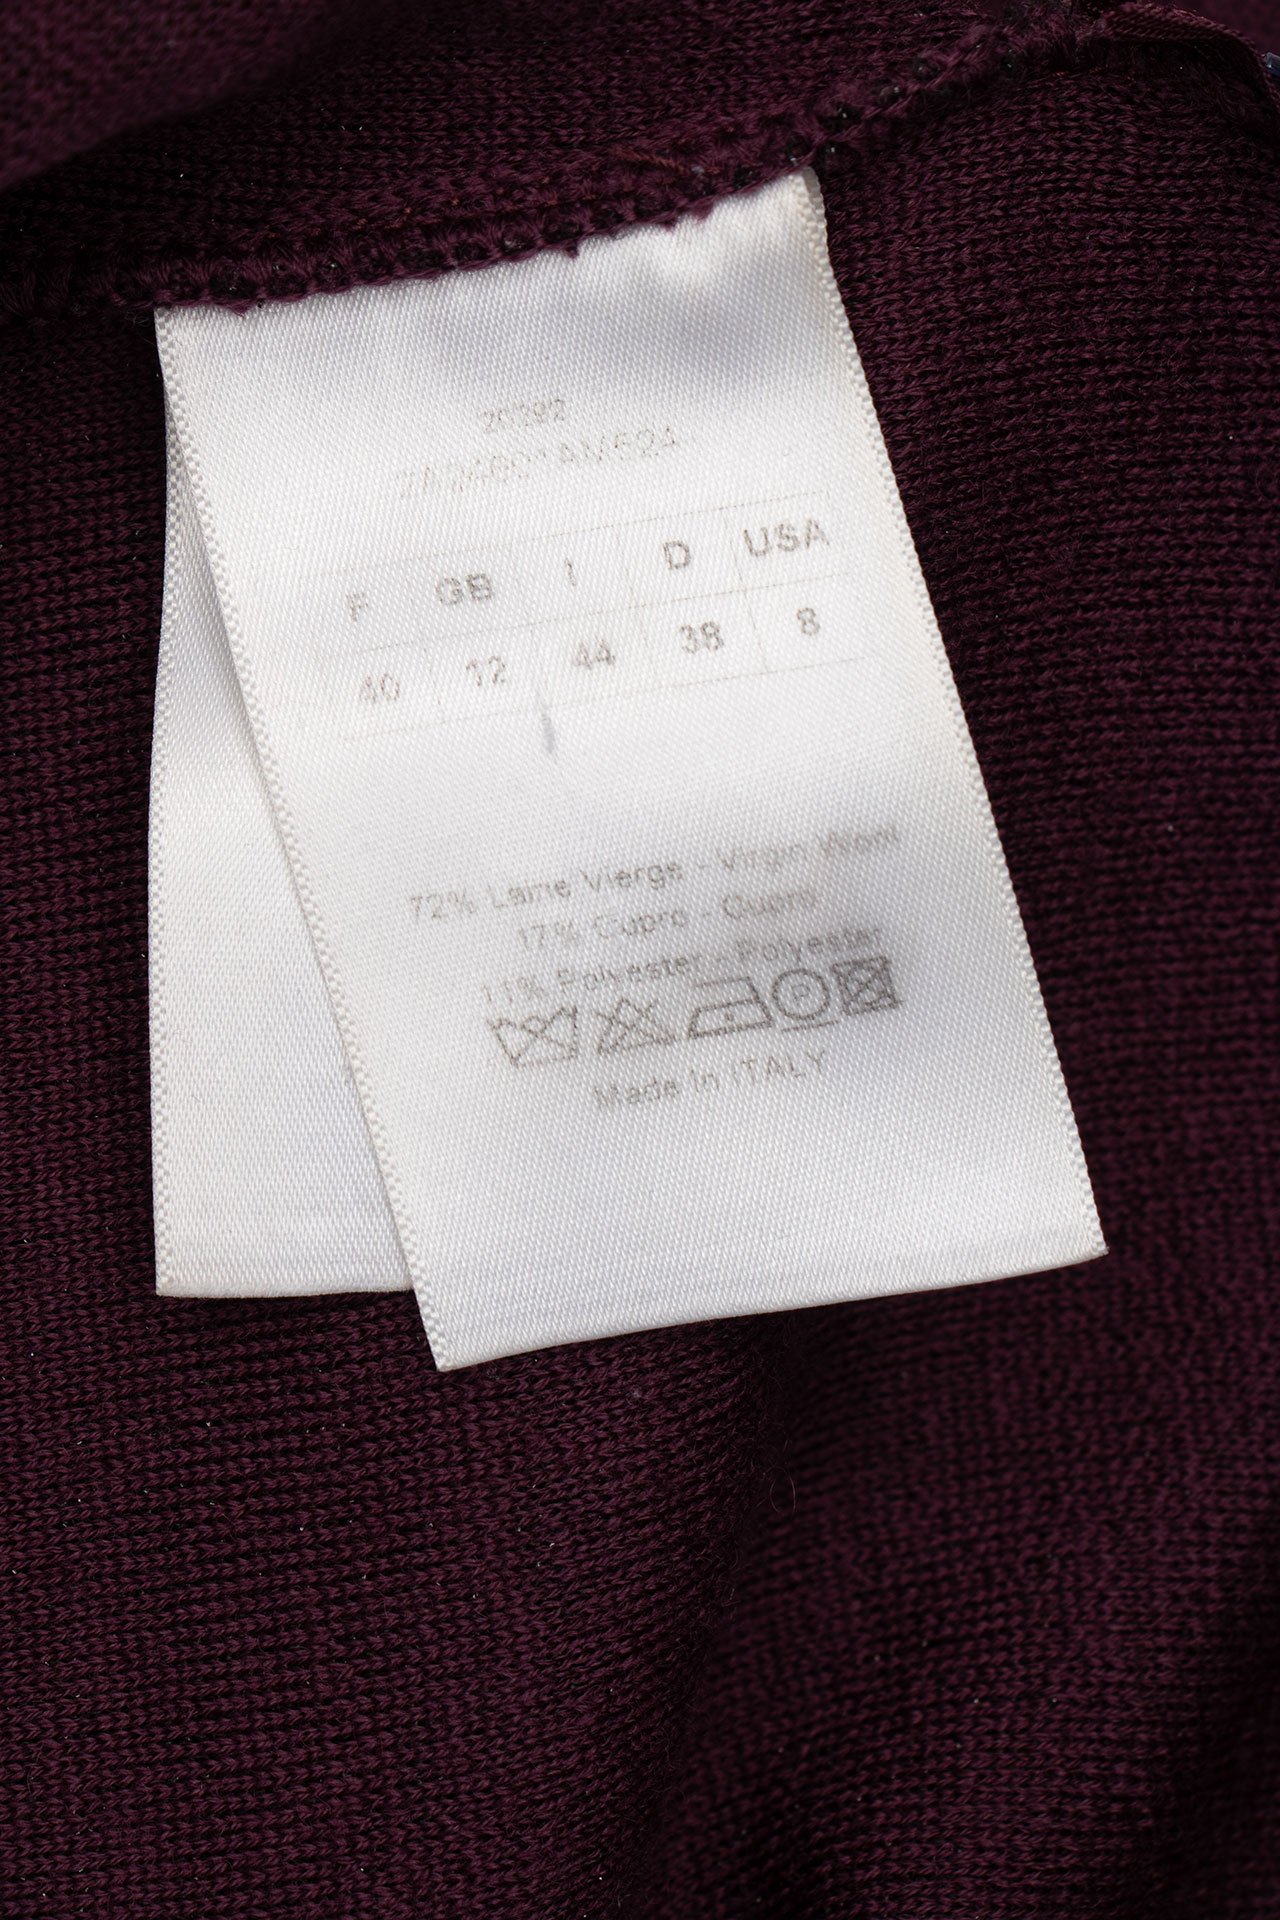 20392
F GB I D USA
40 12 44 38 8
72% Laine Vierge - Virgin Wool
17% Cupro - Cupro
11% Polyester - Polyester
Made in ITALY